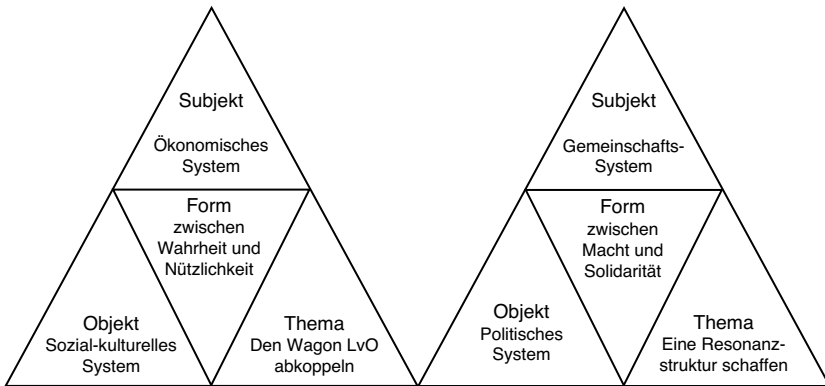 Subjekt
Ökonomisches
System
Form
zwischen
Wahrheit und
Nützlichkeit
Objekt
Sozial-kulturelles
System
Thema
Den Wagon LvO
abkoppeln
Subjekt
Gemeinschafts-
System
Form
zwischen
Macht und
Solidarität
Objekt
Politisches
System
Thema
Eine Resonanz-
struktur schaffen